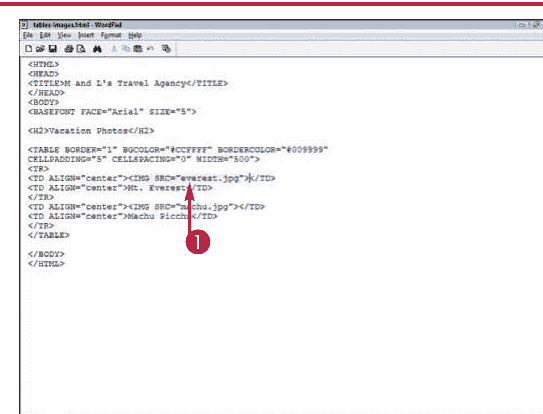 tables-images.html - WordPad
File Edit View Insert Format Help
<HTML>
<HEAD>
<TITLE>M and L's Travel Agency</TITLE>
</HEAD>
<BODY>
<BASEFONT FACE="Arial" SIZE="5">
<H2>Vacation Photos</H2>
<TABLE BORDER="1" BGCOLOR="#CCFFFF" BORDERCOLOR="#009999"
CELLPADDING="5" CELLSPACING="0" WIDTH="500">
<TR>
<TD ALIGN="center"><IMG SRC="everest.jpg"></TD>
<TD ALIGN="center">Mt. Everest</TD>
</TR>
<TD ALIGN="center"><IMG SRC="machu.jpg"></TD>
<TD ALIGN="center">Machu Picchu</TD>
</TR>
</TABLE>
</BODY>
</HTML>
1